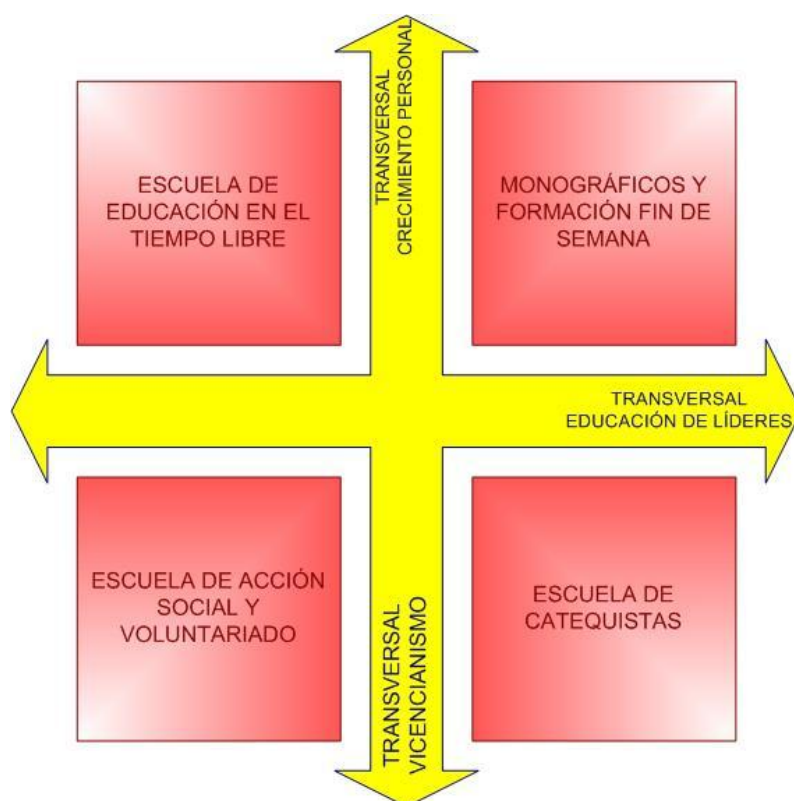 TRANSVERSAL
CRECIMIENTO PERSONAL
ESCUELA DE
EDUCACIÓN EN EL
TIEMPO LIBRE
MONOGRÁFICOS Y
FORMACIÓN FIN DE
SEMANA
TRANSVERSAL
EDUCACIÓN DE LÍDERES
ESCUELA DE ACCIÓN
SOCIAL Y
VOLUNTARIADO
TRANSVERSAL
VICENCIANISMO
ESCUELA DE
CATEQUISTAS